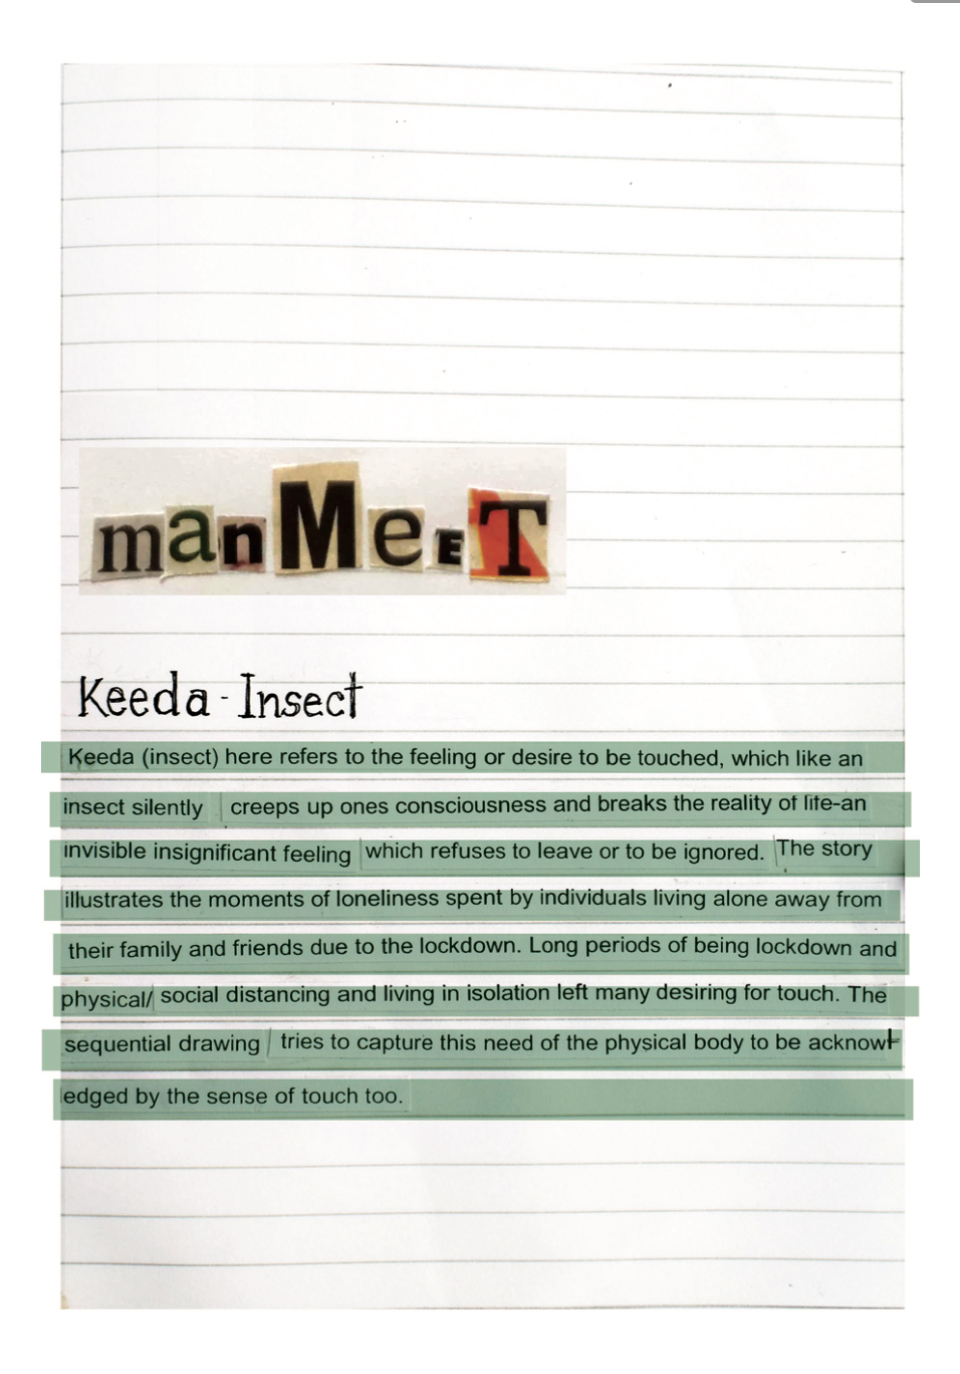 manMeET
Keeda - Insect
Keeda (insect) here refers to the feeling or desire to be touched, which like an
insect silently creeps up ones consciousness and breaks the reality of life-an
invisible insignificant feeling which refuses to leave or to be ignored. The story
illustrates the moments of loneliness spent by individuals living alone away from
their family and friends due to the lockdown. Long periods of being lockdown and
physical/ social distancing and living in isolation left many desiring for touch. The
sequential drawing tries to capture this need of the physical body to be acknowl-
edged by the sense of touch too.